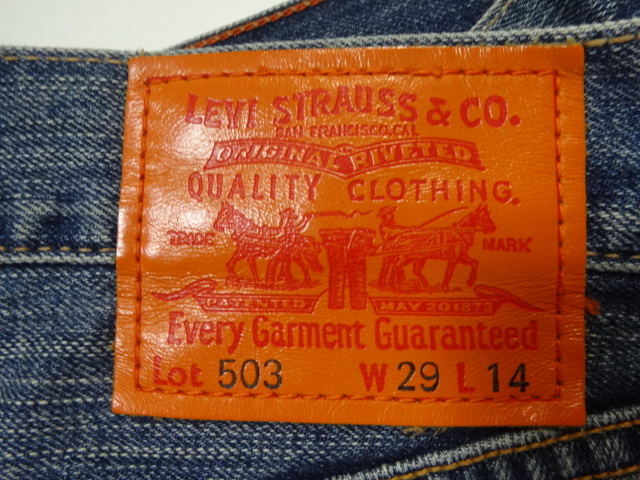 LEVI STRAUSS & CO.
SAN FRANCISCO, CAL.
ORIGINAL RIVETED
QUALITY CLOTHING.
TRADE MARK
PATENTED MAY 20 1873
Every Garment Guaranteed
Lot 503 W 29 L 14